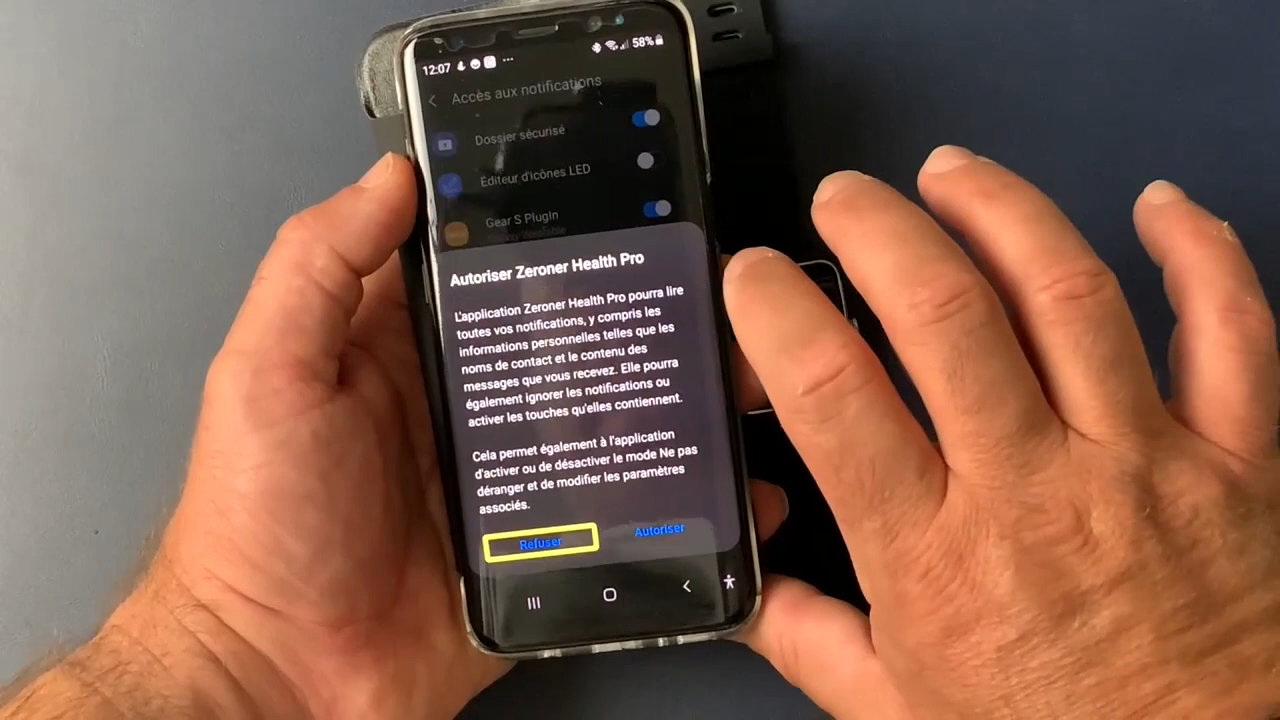 12:07 ... 58%
Accès aux notifications
Dossier sécurisé
Éditeur d'icônes LED
Gear S PlugIn
Autoriser Zeroner Health Pro
L'application Zeroner Health Pro pourra lire
toutes vos notifications, y compris les
informations personnelles telles que les
noms de contact et le contenu des
messages que vous recevez. Elle pourra
également ignorer les notifications ou
activer les touches qu'elles contiennent.
Cela permet également à l'application
d'activer ou de désactiver le mode Ne pas
déranger et de modifier les paramètres
associés.
Refuser Autoriser